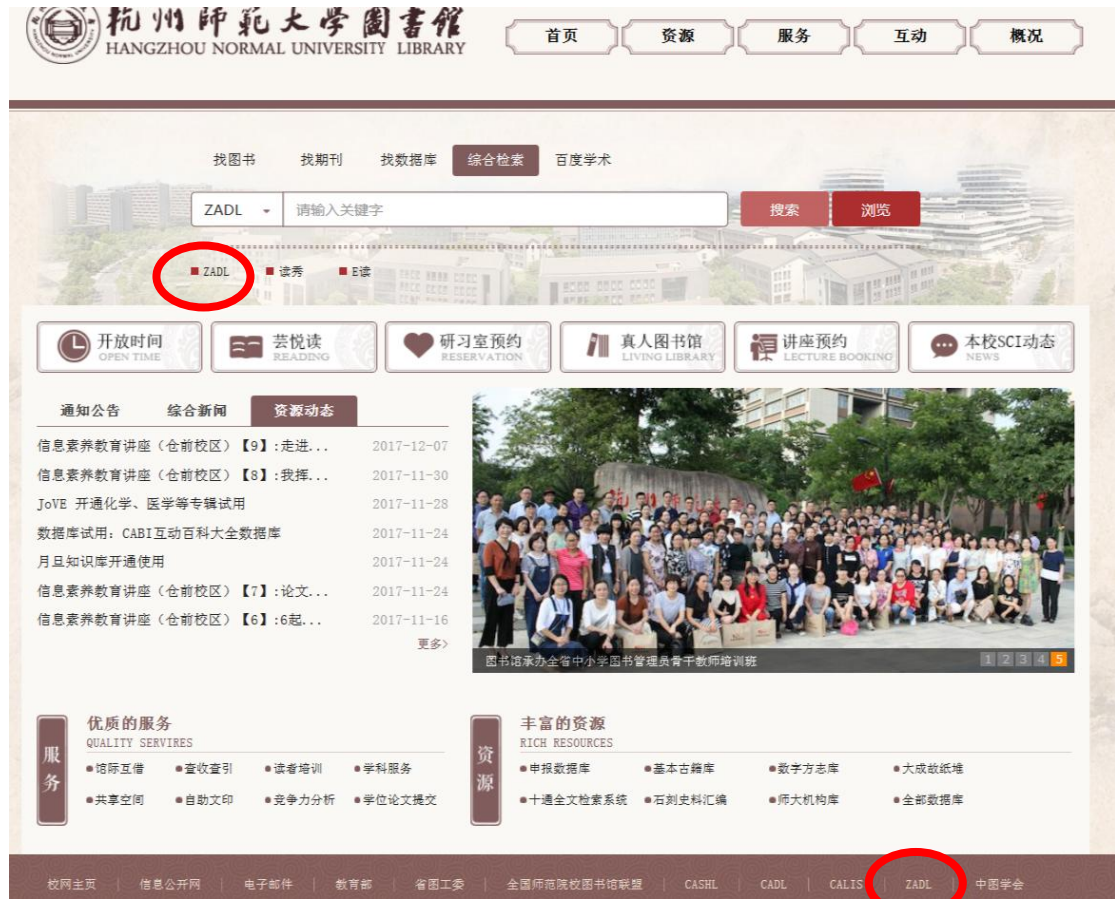 杭州师范大学圖書館
HANGZHOU NORMAL UNIVERSITY LIBRARY
首页 资源 服务 互动 概况
找图书 找期刊 找数据库 综合检索 百度学术
ZADL 请输入关键字 搜索 浏览
ZADL 读秀 E读
开放时间 芸悦读 研习室预约 真人图书馆 讲座预约 本校SCI动态
OPEN TIME READING RESERVATION LIVING LIBRARY LECTURE BOOKING NEWS
通知公告 综合新闻 资源动态
信息素养教育讲座（仓前校区）【9】:走进... 2017-12-07
信息素养教育讲座（仓前校区）【8】:我挥... 2017-11-30
JoVE 开通化学、医学等专辑试用 2017-11-28
数据库试用：CABI互动百科大全数据库 2017-11-24
月旦知识库开通使用 2017-11-24
信息素养教育讲座（仓前校区）【7】:论文... 2017-11-24
信息素养教育讲座（仓前校区）【6】:6起... 2017-11-16
更多>
图书馆承办全省中小学图书管理员骨干教师培训班 1 2 3 4 5
服务
优质的服务
QUALITY SERVIRES
●馆际互借 ●查收查引 ●读者培训 ●学科服务
●共享空间 ●自助文印 ●竞争力分析 ●学位论文提交
资源
丰富的资源
RICH RESOURCES
●申报数据库 ●基本古籍库 ●数字方志库 ●大成故纸堆
●十通全文检索系统 ●石刻史料汇编 ●师大机构库 ●全部数据库
校网主页 | 信息公开网 | 电子邮件 | 教育部 | 省图工委 | 全国师范院校图书馆联盟 | CASHL | CADL | CALIS | ZADL | 中图学会